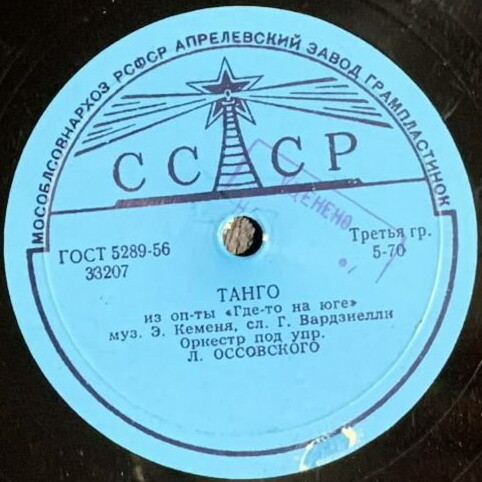 МОСОБЛСОВНАРХОЗ РСФСР АПРЕЛЕВСКИЙ ЗАВОД ГРАМПЛАСТИНОК
СССР
ГОСТ 5289-56
33207
Третья гр.
5-70
ТАНГО
из оп-ты «Где-то на юге»
муз. Э. Кеменя, сл. Г. Вардзиелли
Оркестр под упр.
Л. ОССОВСКОГО